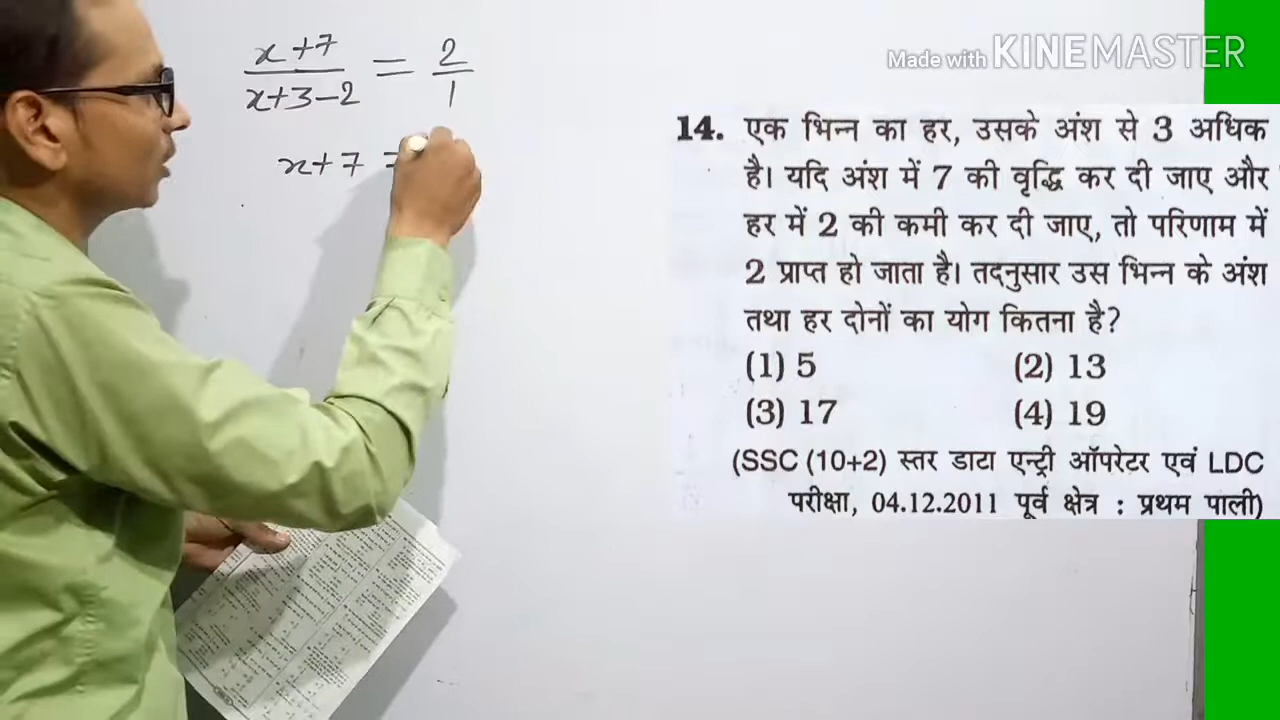 x+7
x+3-2
=
2
1
x+7 =
Made with KINEMASTER
14. एक भिन्न का हर, उसके अंश से 3 अधिक
है। यदि अंश में 7 की वृद्धि कर दी जाए और
हर में 2 की कमी कर दी जाए, तो परिणाम में
2 प्राप्त हो जाता है। तदनुसार उस भिन्न के अंश
तथा हर दोनों का योग कितना है?
(1) 5 (2) 13
(3) 17 (4) 19
(SSC (10+2) स्तर डाटा एन्ट्री ऑपरेटर एवं LDC
परीक्षा, 04.12.2011 पूर्व क्षेत्र : प्रथम पाली)